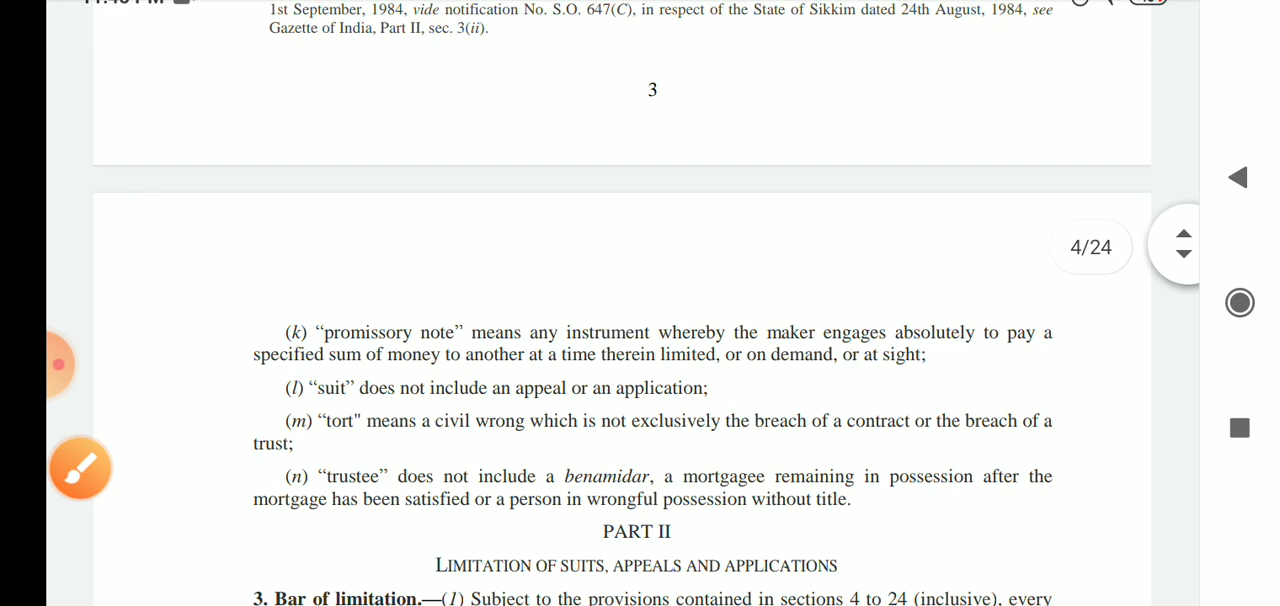 1st September, 1984, vide notification No. S.O. 647(C), in respect of the State of Sikkim dated 24th August, 1984, see
Gazette of India, Part II, sec. 3(ii).
3
4/24
(k) “promissory note” means any instrument whereby the maker engages absolutely to pay a
specified sum of money to another at a time therein limited, or on demand, or at sight;
(l) “suit” does not include an appeal or an application;
(m) “tort" means a civil wrong which is not exclusively the breach of a contract or the breach of a
trust;
(n) “trustee” does not include a benamidar, a mortgagee remaining in possession after the
mortgage has been satisfied or a person in wrongful possession without title.
PART II
LIMITATION OF SUITS, APPEALS AND APPLICATIONS
3. Bar of limitation.—(1) Subject to the provisions contained in sections 4 to 24 (inclusive), every